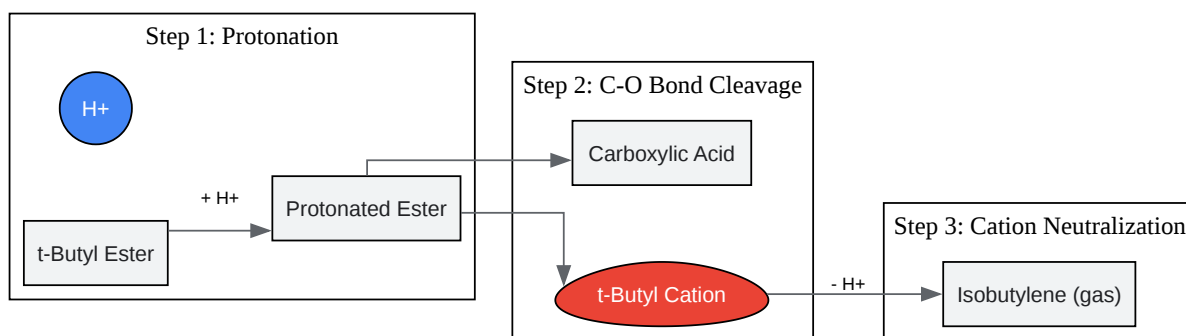 Step 1: Protonation
H+
t-Butyl Ester
+ H+
Protonated Ester
Step 2: C-O Bond Cleavage
Carboxylic Acid
t-Butyl Cation
- H+
Step 3: Cation Neutralization
Isobutylene (gas)